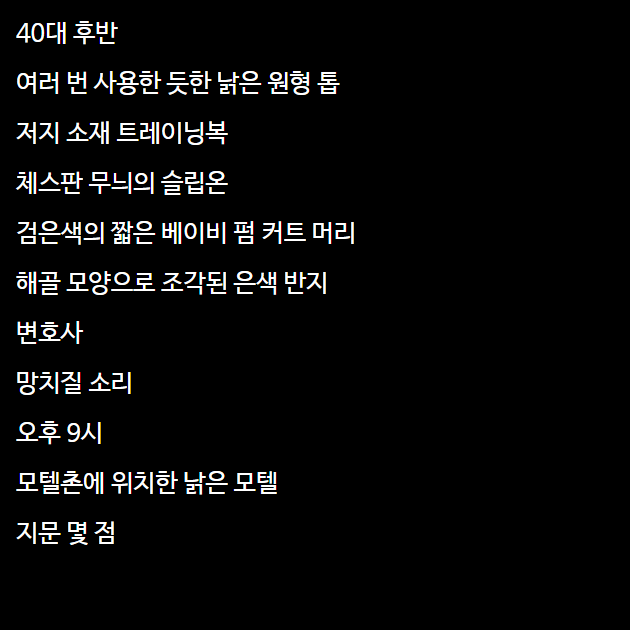 40대 후반
여러 번 사용한 듯한 낡은 원형 톱
저지 소재 트레이닝복
체스판 무늬의 슬립온
검은색의 짧은 베이비 펌 커트 머리
해골 모양으로 조각된 은색 반지
변호사
망치질 소리
오후 9시
모텔촌에 위치한 낡은 모텔
지문 몇 점